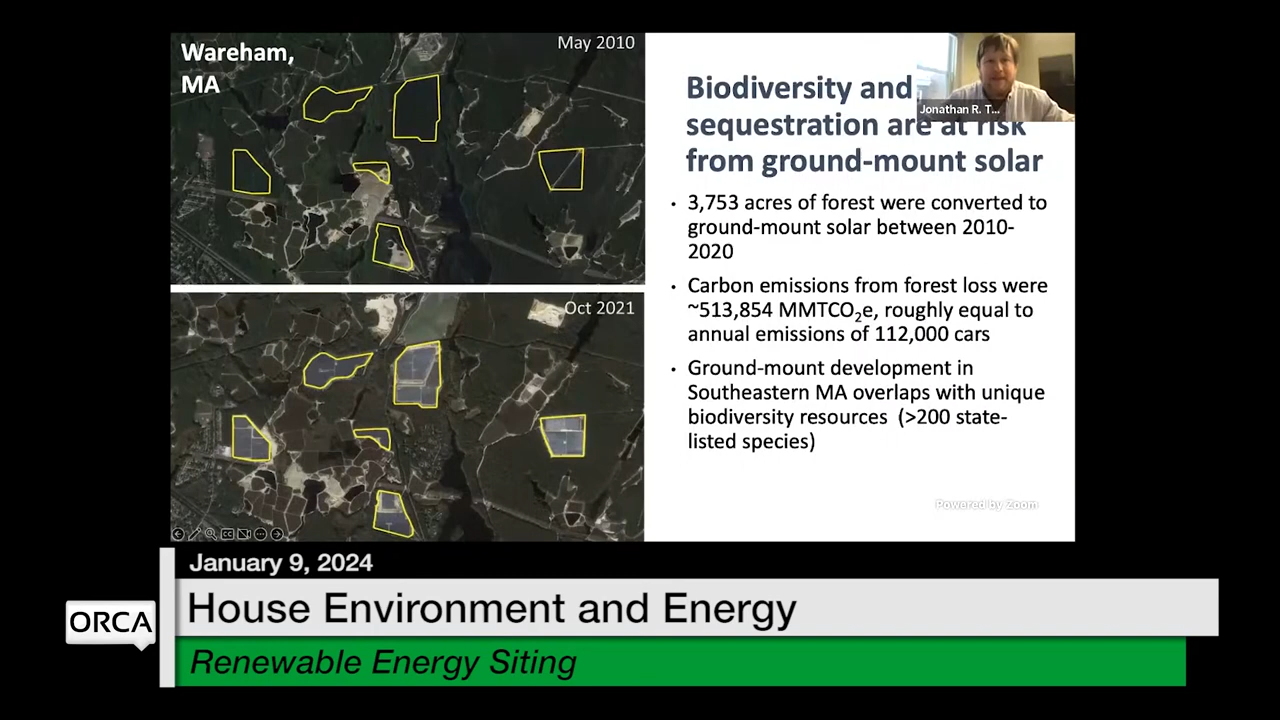 Wareham,
MA
May 2010
Oct 2021
Biodiversity and
sequestration are at risk
from ground-mount solar
Jonathan R. T...
• 3,753 acres of forest were converted to
ground-mount solar between 2010-
2020
• Carbon emissions from forest loss were
~513,854 MMTCO₂e, roughly equal to
annual emissions of 112,000 cars
• Ground-mount development in
Southeastern MA overlaps with unique
biodiversity resources (>200 state-
listed species)
Powered by Zoom
January 9, 2024
ORCA
House Environment and Energy
Renewable Energy Siting